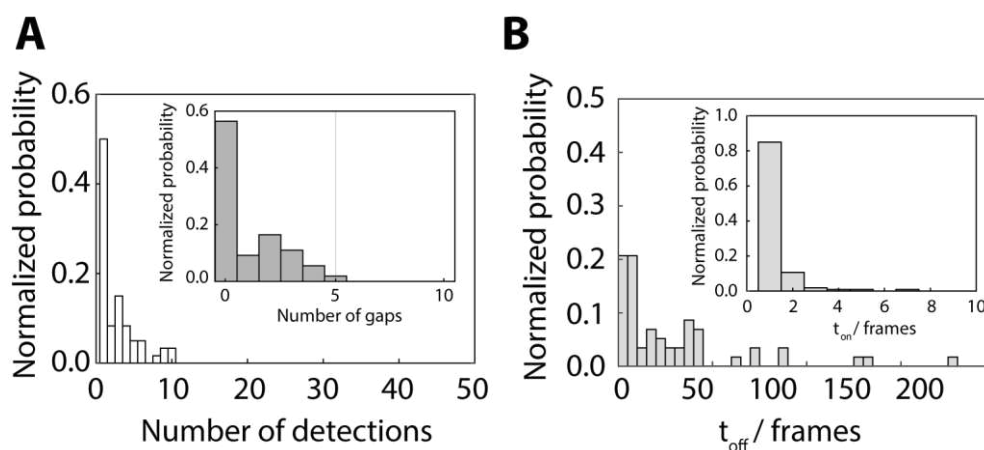 A
Normalized probability
0.6
0.4
0.2
0.0
0 10 20 30 40 50
Number of detections
Normalized probability
0.6
0.4
0.2
0.0
0 5 10
Number of gaps
B
Normalized probability
0.5
0.4
0.3
0.2
0.1
0.0
0 50 100 150 200
t_off / frames
Normalized probability
1.0
0.8
0.6
0.4
0.2
0.0
0 2 4 6 8 10
t_on / frames